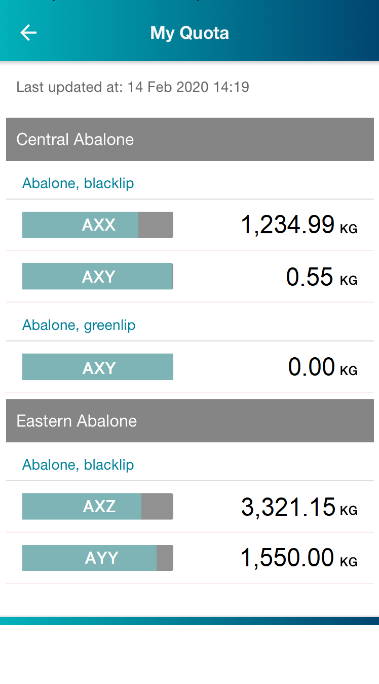 My Quota
Last updated at: 14 Feb 2020 14:19
Central Abalone
Abalone, blacklip
AXX 1,234.99 KG
AXY 0.55 KG
Abalone, greenlip
AXY 0.00 KG
Eastern Abalone
Abalone, blacklip
AXZ 3,321.15 KG
AYY 1,550.00 KG